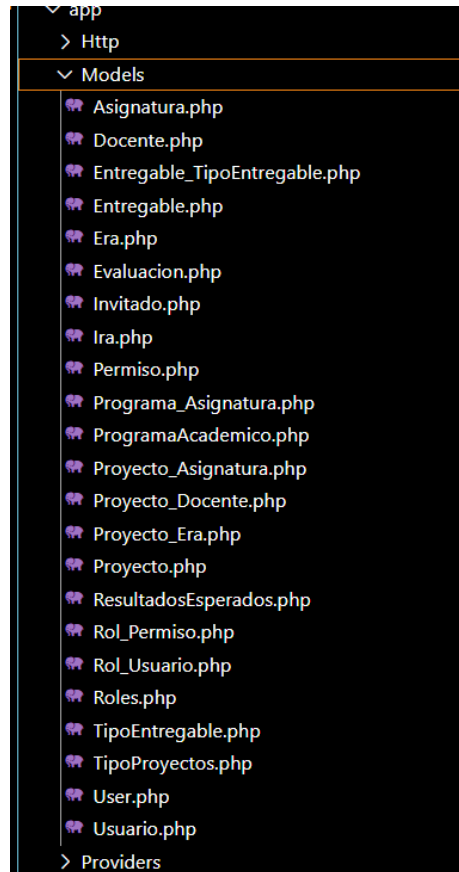 app
Http
Models
Asignatura.php
Docente.php
Entregable_TipoEntregable.php
Entregable.php
Era.php
Evaluacion.php
Invitado.php
Ira.php
Permiso.php
Programa_Asignatura.php
ProgramaAcademico.php
Proyecto_Asignatura.php
Proyecto_Docente.php
Proyecto_Era.php
Proyecto.php
ResultadosEsperados.php
Rol_Permiso.php
Rol_Usuario.php
Roles.php
TipoEntregable.php
TipoProyectos.php
User.php
Usuario.php
Providers